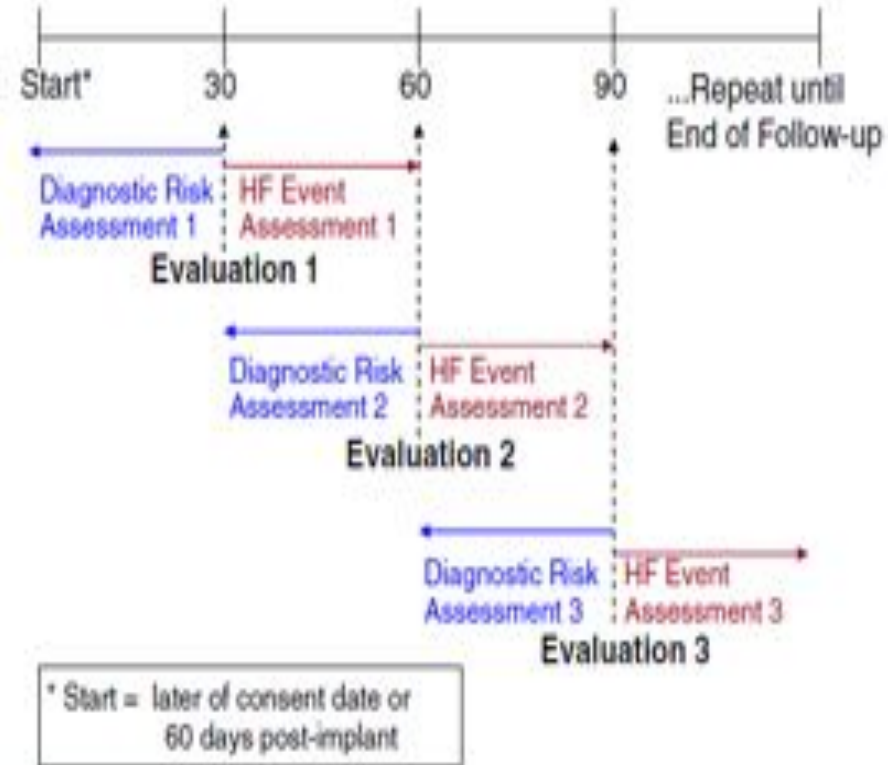 Start* 30 60 90 ...Repeat until
End of Follow-up
Diagnostic Risk HF Event
Assessment 1 Assessment 1
Evaluation 1
Diagnostic Risk HF Event
Assessment 2 Assessment 2
Evaluation 2
Diagnostic Risk HF Event
Assessment 3 Assessment 3
Evaluation 3
* Start = later of consent date or
60 days post-implant